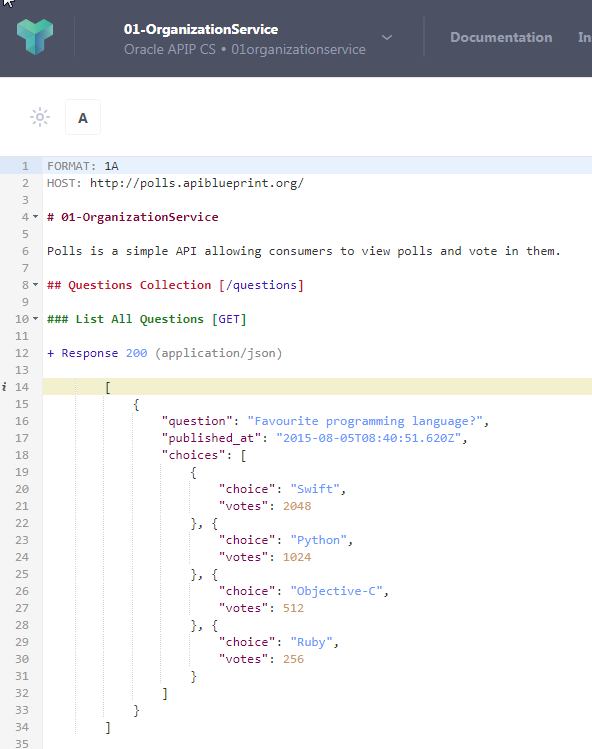 01-OrganizationService
Oracle APIP CS • 01organizationservice
Documentation
In
A
1 FORMAT: 1A
2 HOST: http://polls.apiblueprint.org/
3
4 # 01-OrganizationService
5
6 Polls is a simple API allowing consumers to view polls and vote in them.
7
8 ## Questions Collection [/questions]
9
10 ### List All Questions [GET]
11
12 + Response 200 (application/json)
13
i 14 [
15 {
16 "question": "Favourite programming language?",
17 "published_at": "2015-08-05T08:40:51.620Z",
18 "choices": [
19 {
20 "choice": "Swift",
21 "votes": 2048
22 }, {
23 "choice": "Python",
24 "votes": 1024
25 }, {
26 "choice": "Objective-C",
27 "votes": 512
28 }, {
29 "choice": "Ruby",
30 "votes": 256
31 }
32 ]
33 }
34 ]
35